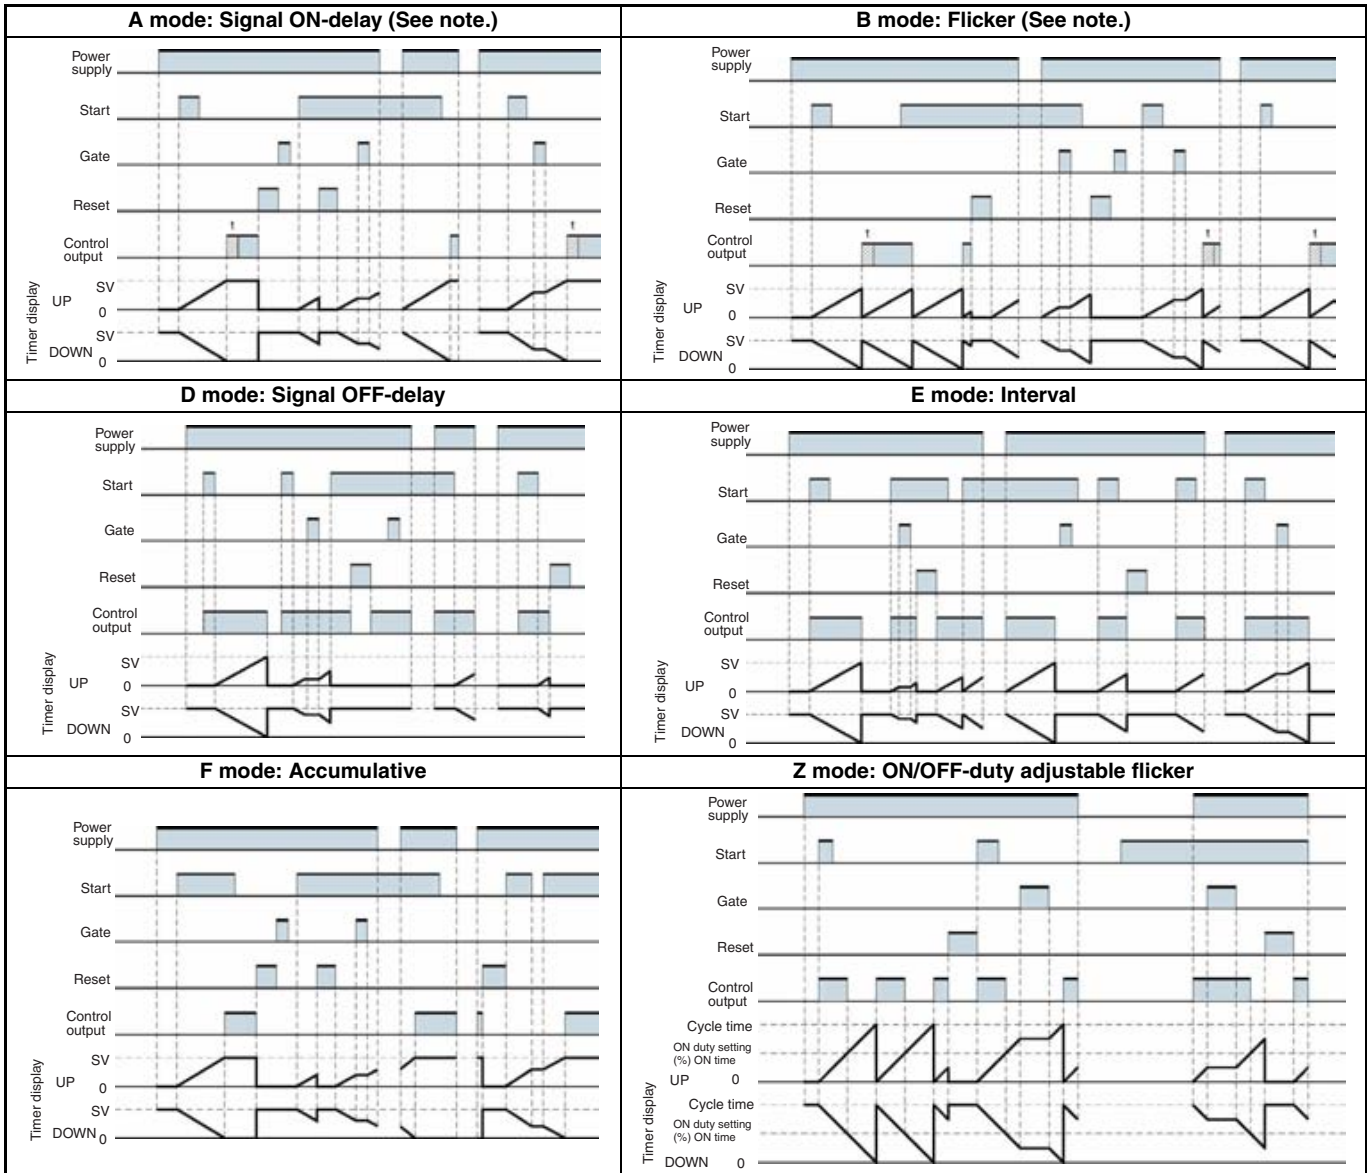 A mode: Signal ON-delay (See note.)
Power
supply
Start
Gate
Reset
Control
output
SV
UP
0
SV
DOWN
0
Timer display
B mode: Flicker (See note.)
Power
supply
Start
Gate
Reset
Control
output
SV
UP
0
SV
DOWN
0
Timer display
D mode: Signal OFF-delay
Power
supply
Start
Gate
Reset
Control
output
SV
UP
0
SV
DOWN
0
Timer display
E mode: Interval
Power
supply
Start
Gate
Reset
Control
output
SV
UP
0
SV
DOWN
0
Timer display
F mode: Accumulative
Power
supply
Start
Gate
Reset
Control
output
SV
UP
0
SV
DOWN
0
Timer display
Z mode: ON/OFF-duty adjustable flicker
Power
supply
Start
Gate
Reset
Control
output
Cycle time
ON duty setting
(%) ON time
UP
0
Cycle time
ON duty setting
(%) ON time
DOWN
0
Timer display